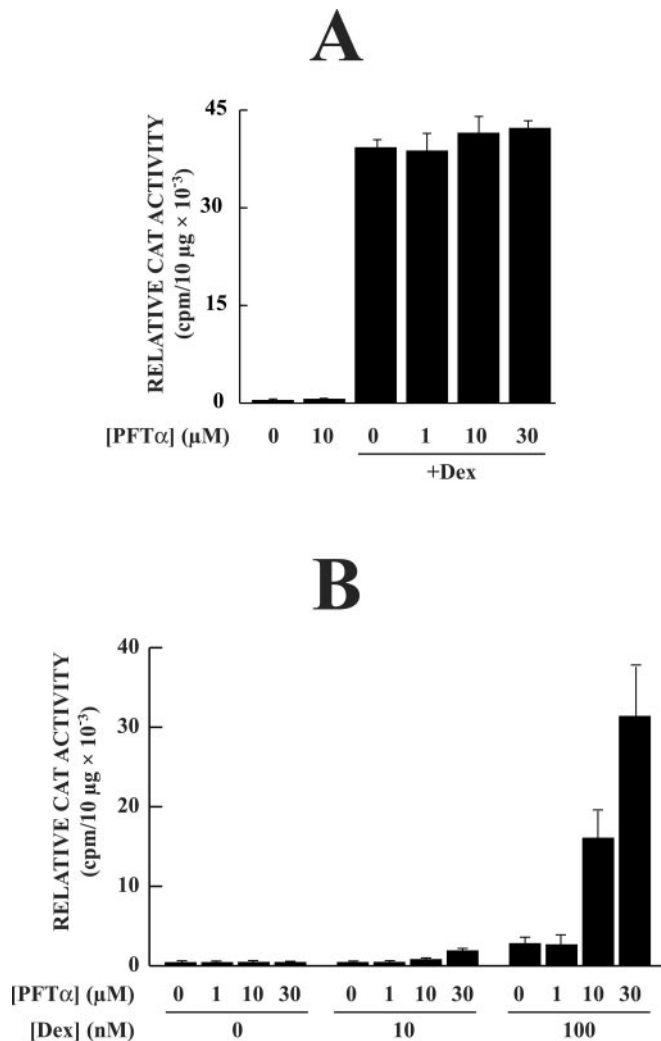 A
RELATIVE CAT ACTIVITY
(cpm/10 µg × 10⁻³)
45
30
15
0
[PFTα] (µM) 0 10 0 1 10 30
+Dex
B
RELATIVE CAT ACTIVITY
(cpm/10 µg × 10⁻³)
40
30
20
10
0
[PFTα] (µM) 0 1 10 30 0 1 10 30 0 1 10 30
[Dex] (nM) 0 10 100